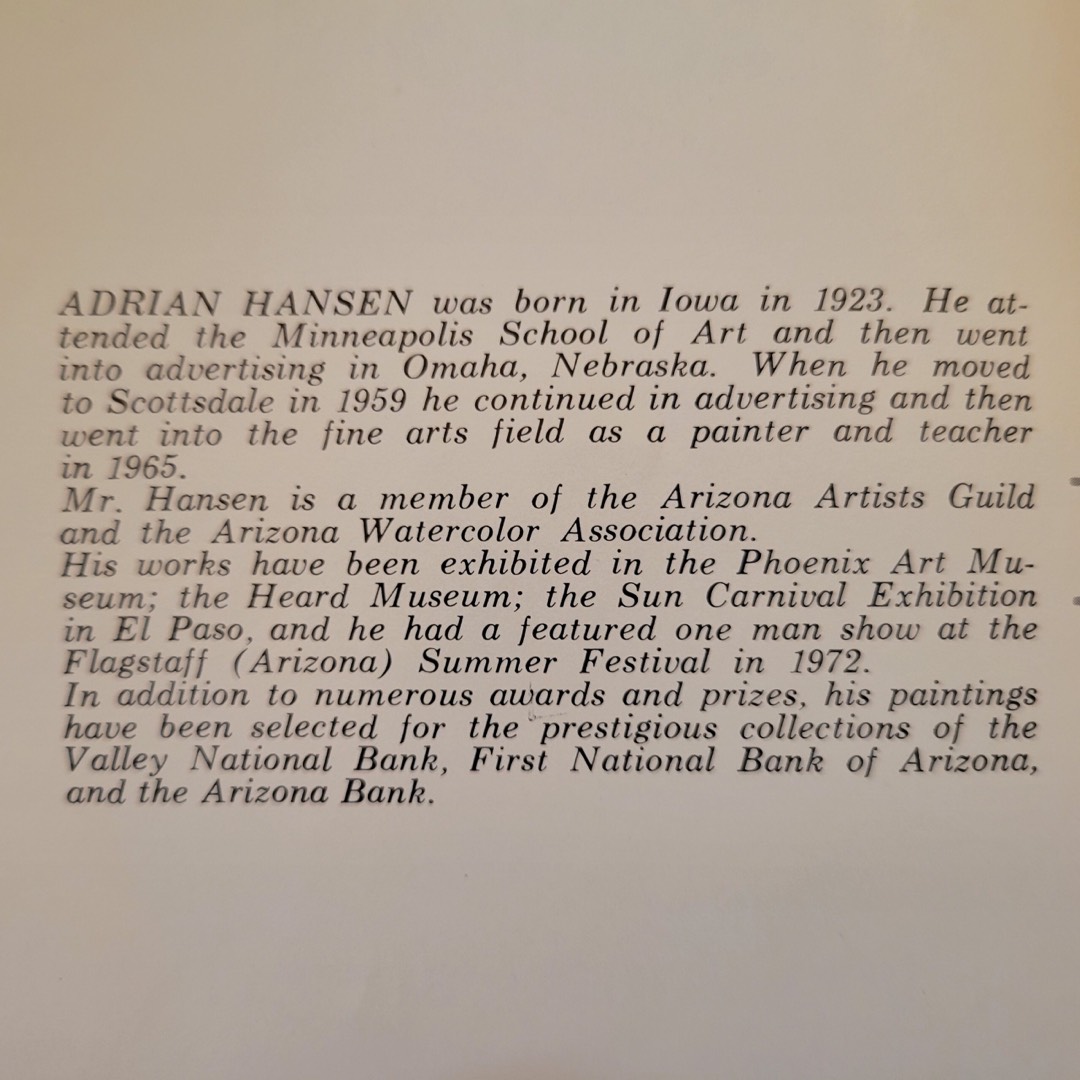 ADRIAN HANSEN was born in Iowa in 1923. He at-
tended the Minneapolis School of Art and then went
into advertising in Omaha, Nebraska. When he moved
to Scottsdale in 1959 he continued in advertising and then
went into the fine arts field as a painter and teacher
in 1965.
Mr. Hansen is a member of the Arizona Artists Guild
and the Arizona Watercolor Association.
His works have been exhibited in the Phoenix Art Mu-
seum; the Heard Museum; the Sun Carnival Exhibition
in El Paso, and he had a featured one man show at the
Flagstaff (Arizona) Summer Festival in 1972.
In addition to numerous awards and prizes, his paintings
have been selected for the prestigious collections of the
Valley National Bank, First National Bank of Arizona,
and the Arizona Bank.